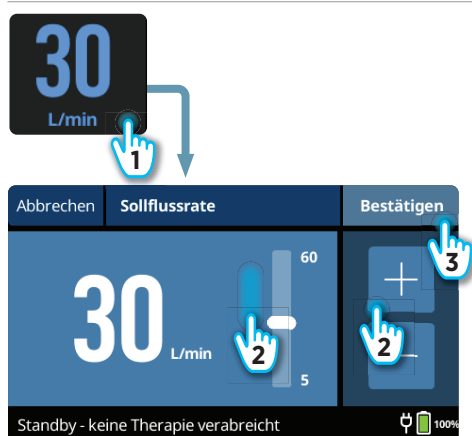 30
L/min
1
Abbrechen Sollflussrate Bestätigen
3
60
30 L/min
2
2
5
Standby - keine Therapie verabreicht 100%